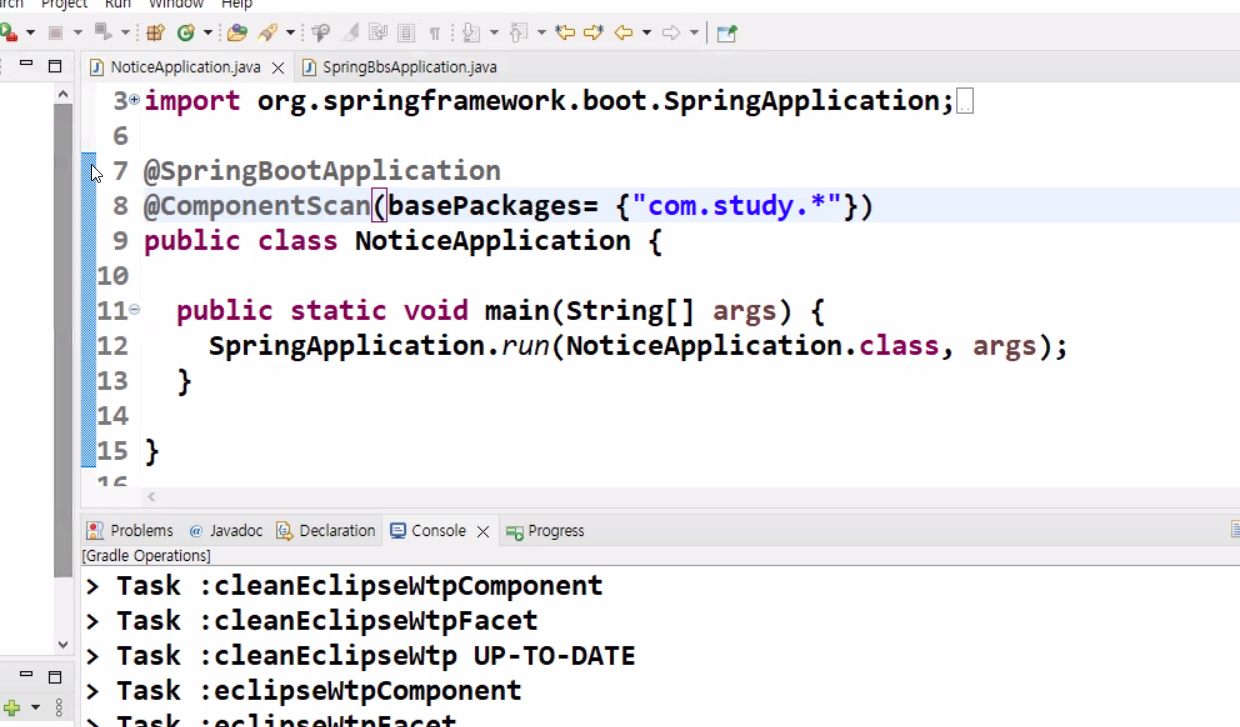 Project Run Window Help
NoticeApplication.java SpringBbsApplication.java
3 import org.springframework.boot.SpringApplication;
6
7 @SpringBootApplication
8 @ComponentScan(basePackages= {"com.study.*"})
9 public class NoticeApplication {
10
11 public static void main(String[] args) {
12 SpringApplication.run(NoticeApplication.class, args);
13 }
14
15 }
16
Problems @ Javadoc Declaration Console Progress
[Gradle Operations]
> Task :cleanEclipseWtpComponent
> Task :cleanEclipseWtpFacet
> Task :cleanEclipseWtp UP-TO-DATE
> Task :eclipseWtpComponent
> Task :eclipseWtpFacet